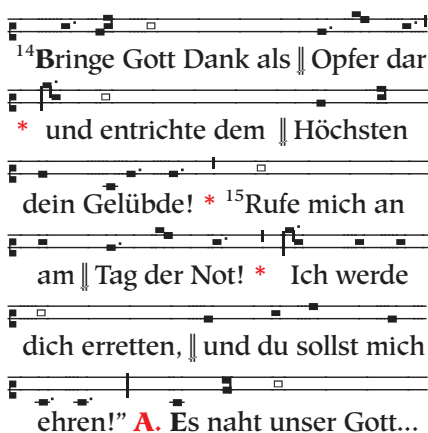 ¹⁴Bringe Gott Dank als ‖ Opfer dar
* und entrichte dem ‖ Höchsten
dein Gelübde! * ¹⁵Rufe mich an
am ‖ Tag der Not! * Ich werde
dich erretten, ‖ und du sollst mich
ehren!” A. Es naht unser Gott...